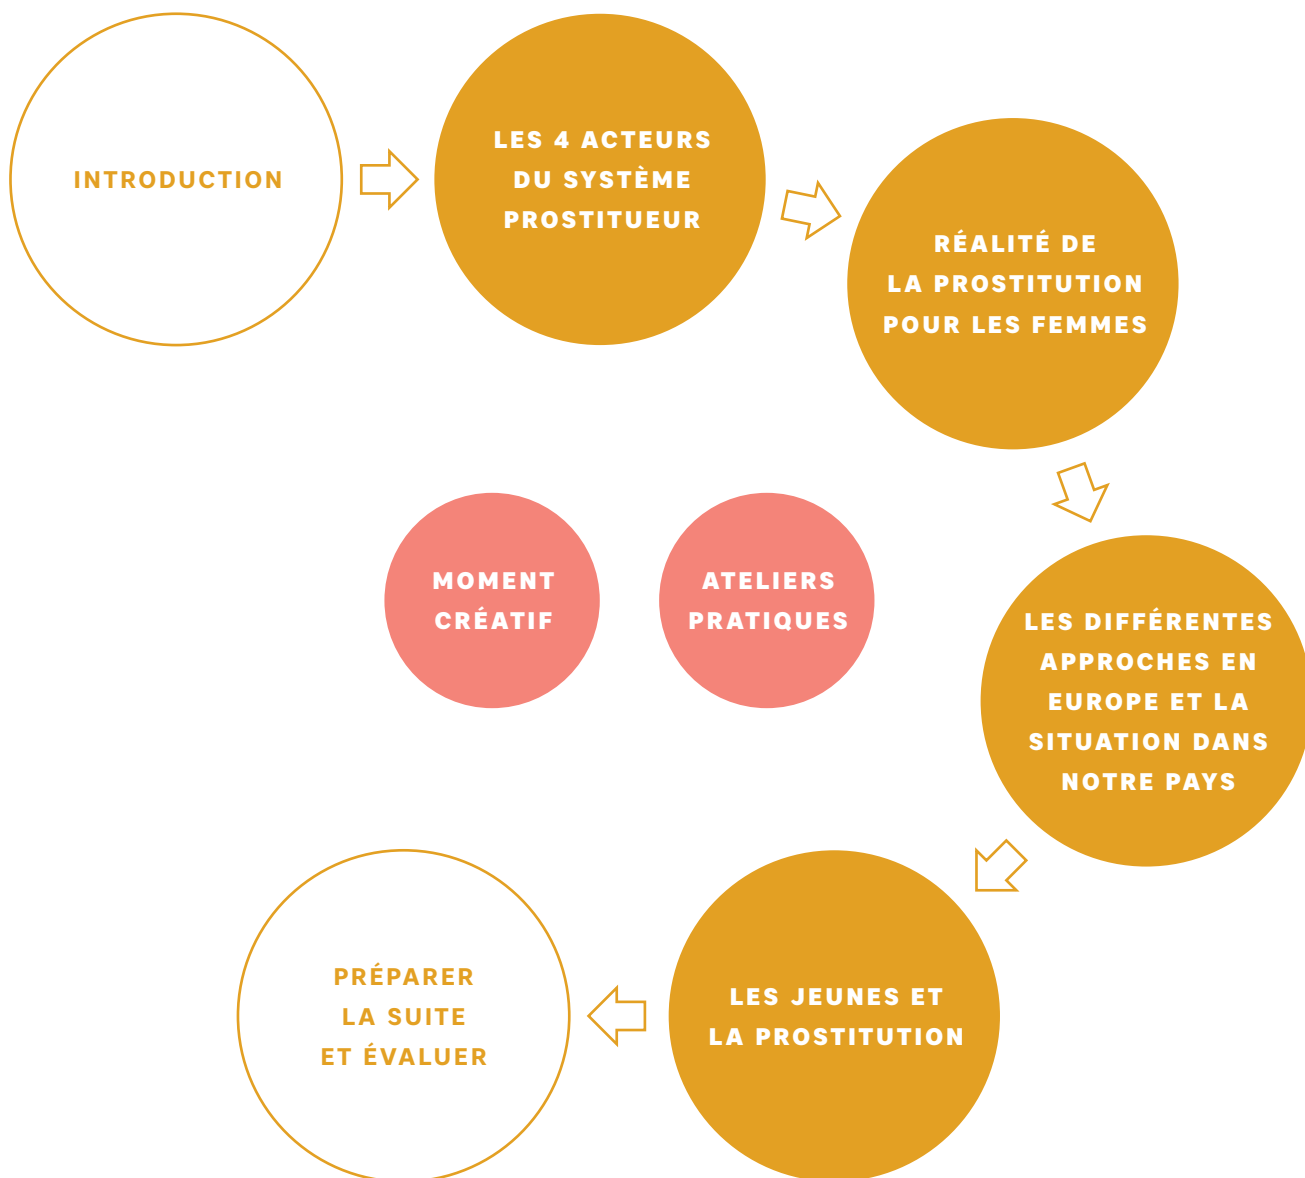 INTRODUCTION
LES 4 ACTEURS
DU SYSTÈME
PROSTITUEUR
RÉALITÉ DE
LA PROSTITUTION
POUR LES FEMMES
MOMENT
CRÉATIF
ATELIERS
PRATIQUES
LES DIFFÉRENTES
APPROCHES EN
EUROPE ET LA
SITUATION DANS
NOTRE PAYS
LES JEUNES ET
LA PROSTITUTION
PRÉPARER
LA SUITE
ET ÉVALUER